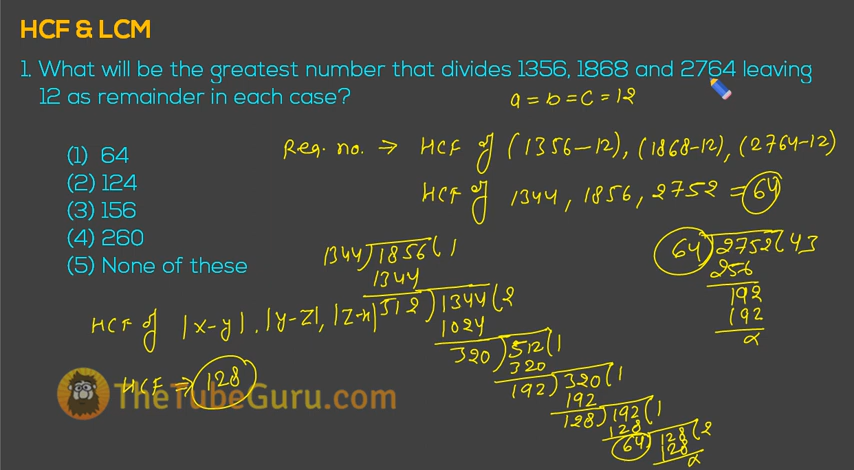 HCF & LCM
1. What will be the greatest number that divides 1356, 1868 and 2764 leaving
12 as remainder in each case?
a = b = c = 12
Req. no. → HCF of (1356-12), (1868-12), (2764-12)
(1) 64
(2) 124
(3) 156
(4) 260
(5) None of these
HCF of 1344, 1856, 2752 = 64
1344) 1856 ( 1
1344
512) 1344 ( 2
1024
320) 512 ( 1
320
192) 320 ( 1
192
128) 192 ( 1
128
64) 128 ( 2
128
x
64) 2752 ( 43
256
192
192
x
HCF of |x-y|, |y-z|, |z-x|
HCF ⇒ 128
TheTubeGuru.com